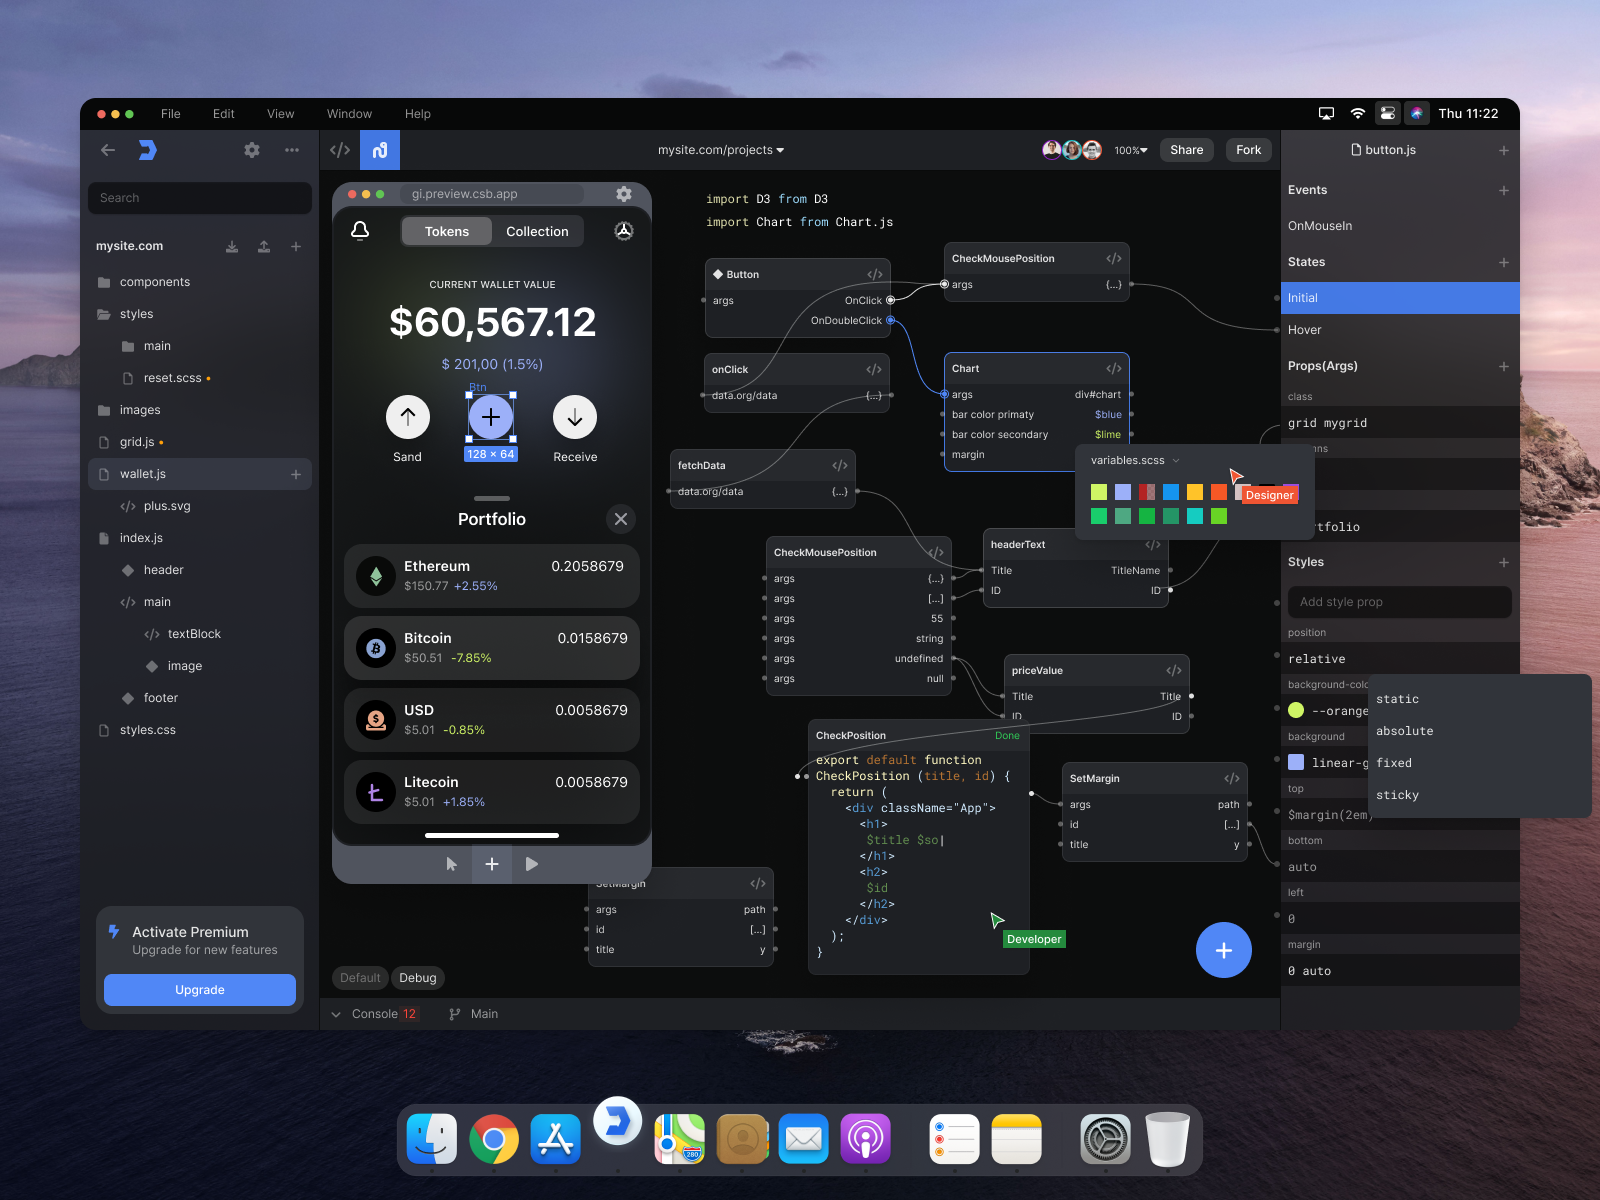 File Edit View Window Help
Thu 11:22
mysite.com/projects
100%
Share
Fork
button.js
Search
mysite.com
components
styles
main
reset.scss
images
grid.js
wallet.js
plus.svg
index.js
header
main
textBlock
image
footer
styles.css
Activate Premium
Upgrade for new features
Upgrade
gi.preview.csb.app
Tokens
Collection
CURRENT WALLET VALUE
$60,567.12
$ 201,00 (1.5%)
Btn
128 × 64
Sand
Receive
Portfolio
Ethereum 0.2058679
$150.77 +2.55%
Bitcoin 0.0158679
$50.51 -7.85%
USD 0.0058679
$5.01 -0.85%
Litecoin 0.0058679
$5.01 +1.85%
import D3 from D3
import Chart from Chart.js
Button
args OnClick
OnDoubleClick
CheckMousePosition
args {...}
onClick
data.org/data {...}
Chart
args div#chart
bar color primaty $blue
bar color secondary $lime
margin
fetchData
data.org/data {...}
variables.scss
Designer
CheckMousePosition
args {...}
args [...]
args 55
args string
args undefined
args null
headerText
Title TitleName
ID ID
priceValue
Title Title
ID ID
CheckPosition Done
export default function
CheckPosition (title, id) {
return (
<div className="App">
<h1>
$title $so|
</h1>
<h2>
$id
</h2>
</div>
);
}
Developer
SetMargin
args path
id [...]
title y
SetMargin
args path
id [...]
title y
Default
Debug
Console 12
Main
Events
OnMouseIn
States
Initial
Hover
Props(Args)
class
grid mygrid
Styles
Add style prop
position
relative
background-colo
--orange
background
linear-g
top
$margin(2em)
bottom
auto
left
0
margin
0 auto
static
absolute
fixed
sticky
280